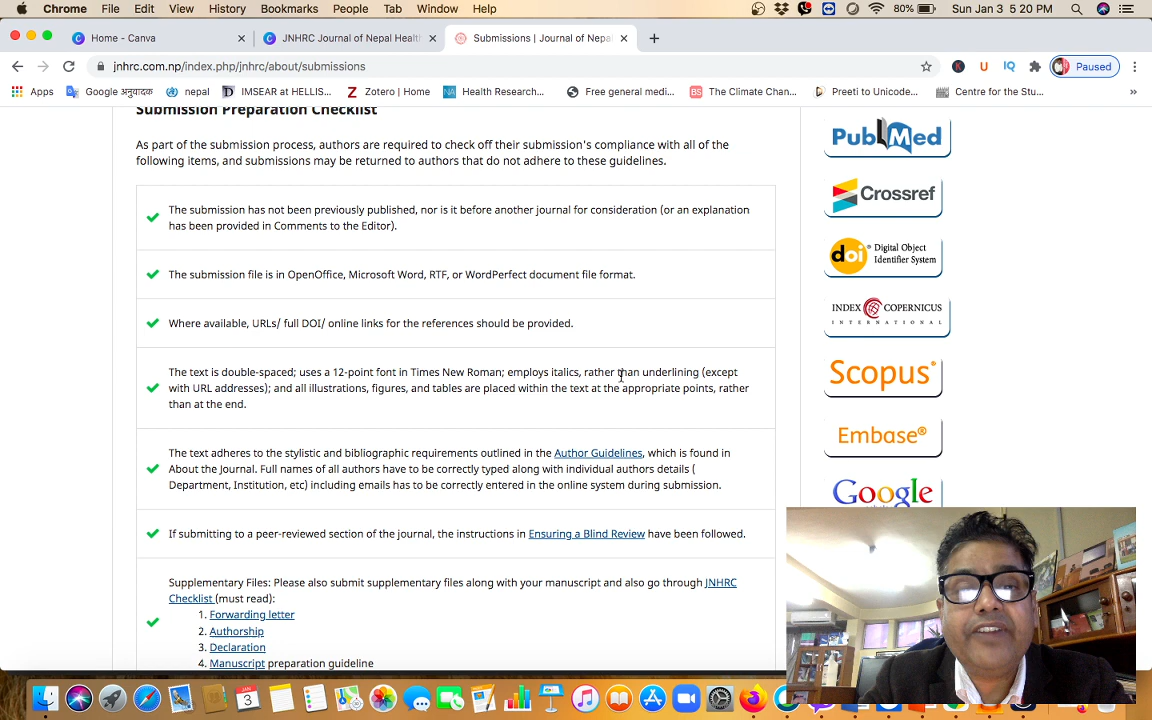 Chrome File Edit View History Bookmarks People Tab Window Help 80% Sun Jan 3 5:20 PM
Home - Canva JNHRC Journal of Nepal Healt Submissions | Journal of Nepal
jnhrc.com.np/index.php/jnhrc/about/submissions Paused
Apps Google अनुवादक nepal IMSEAR at HELLIS... Zotero | Home Health Research... Free general medi... The Climate Chan... Preeti to Unicode... Centre for the Stu...
Submission Preparation Checklist
As part of the submission process, authors are required to check off their submission's compliance with all of the
following items, and submissions may be returned to authors that do not adhere to these guidelines.
The submission has not been previously published, nor is it before another journal for consideration (or an explanation
has been provided in Comments to the Editor).
The submission file is in OpenOffice, Microsoft Word, RTF, or WordPerfect document file format.
Where available, URLs/ full DOI/ online links for the references should be provided.
The text is double-spaced; uses a 12-point font in Times New Roman; employs italics, rather than underlining (except
with URL addresses); and all illustrations, figures, and tables are placed within the text at the appropriate points, rather
than at the end.
The text adheres to the stylistic and bibliographic requirements outlined in the Author Guidelines, which is found in
About the Journal. Full names of all authors have to be correctly typed along with individual authors details (
Department, Institution, etc) including emails has to be correctly entered in the online system during submission.
If submitting to a peer-reviewed section of the journal, the instructions in Ensuring a Blind Review have been followed.
Supplementary Files: Please also submit supplementary files along with your manuscript and also go through JNHRC
Checklist (must read):
1. Forwarding letter
2. Authorship
3. Declaration
4. Manuscript preparation guideline
PubMed
Crossref
doi Digital Object
Identifier System
INDEX COPERNICUS
INTERNATIONAL
Scopus
Embase
Google
JAN
3